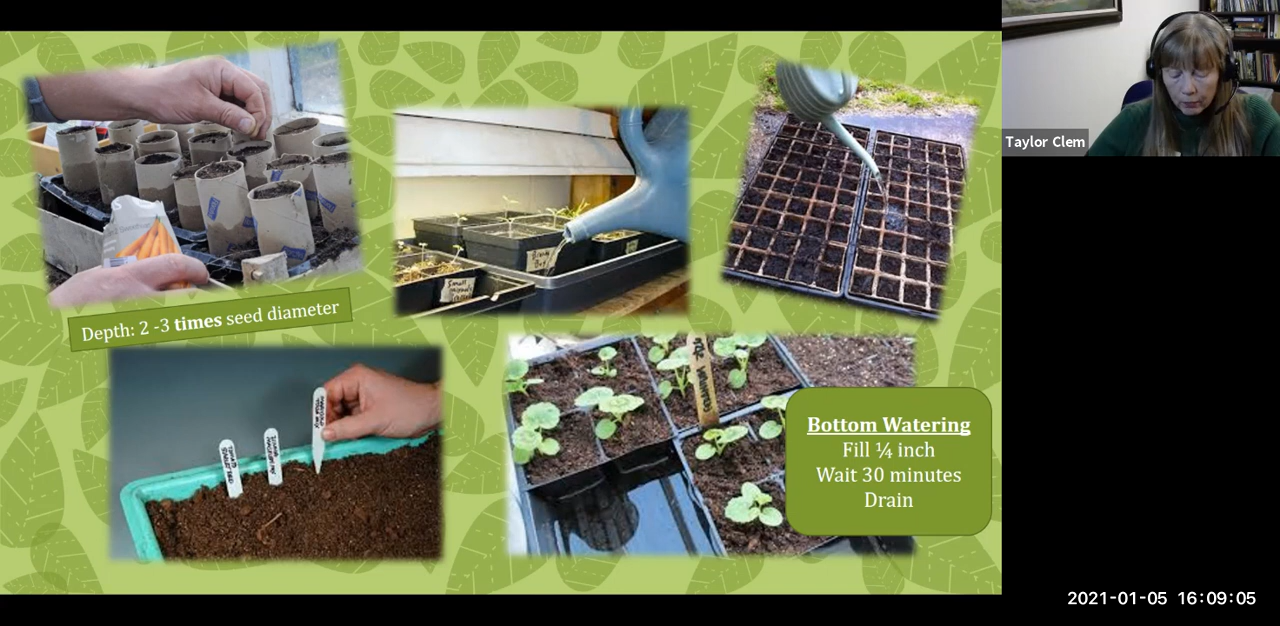 Taylor Clem
Depth: 2 -3 times seed diameter
Bottom Watering
Fill ¼ inch
Wait 30 minutes
Drain
2021-01-05 16:09:05